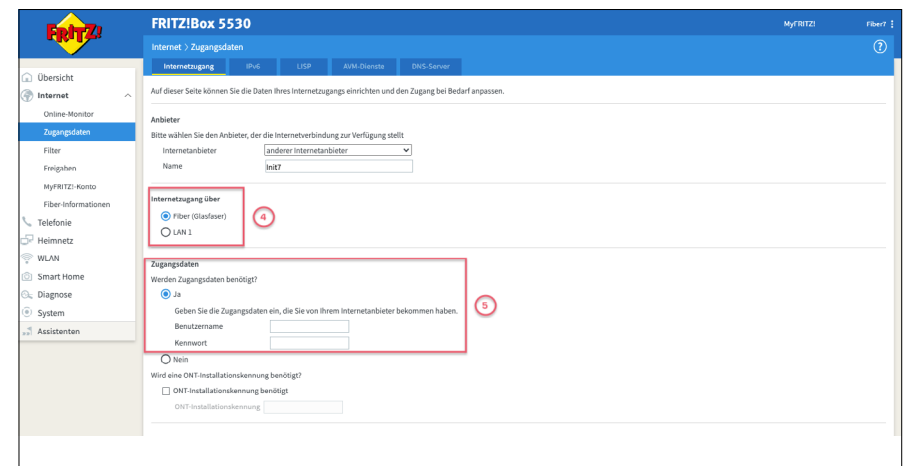 FRITZ!
FRITZ!Box 5530
MyFRITZ!
Fiber7
Internet > Zugangsdaten
?
Internetzugang
IPv6
LISP
AVM-Dienste
DNS-Server
Übersicht
Internet
Online-Monitor
Zugangsdaten
Filter
Freigaben
MyFRITZ!-Konto
Fiber-Informationen
Telefonie
Heimnetz
WLAN
Smart Home
Diagnose
System
Assistenten
Auf dieser Seite können Sie die Daten Ihres Internetzugangs einrichten und den Zugang bei Bedarf anpassen.
Anbieter
Bitte wählen Sie den Anbieter, der die Internetverbindung zur Verfügung stellt
Internetanbieter anderer Internetanbieter
Name Init7
Internetzugang über
Fiber (Glasfaser)
LAN 1
4
Zugangsdaten
Werden Zugangsdaten benötigt?
Ja
Geben Sie die Zugangsdaten ein, die Sie von Ihrem Internetanbieter bekommen haben.
Benutzername
Kennwort
5
Nein
Wird eine ONT-Installationskennung benötigt?
ONT-Installationskennung benötigt
ONT-Installationskennung